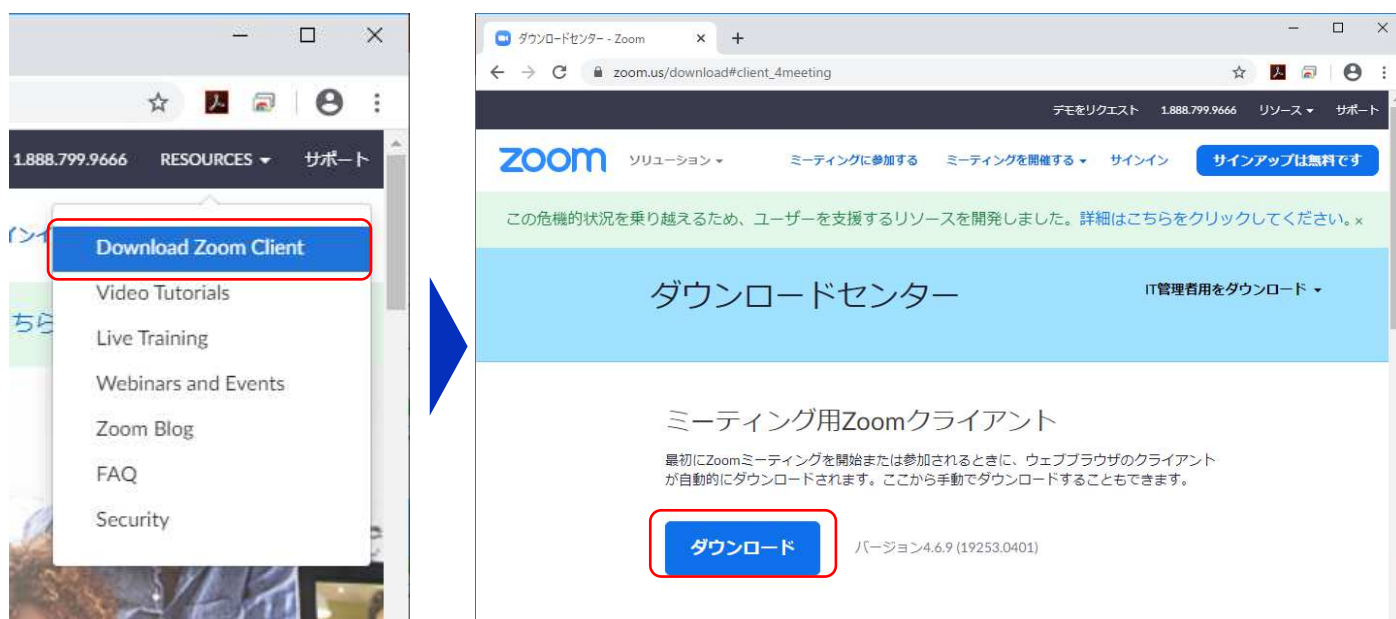 1.888.799.9666 RESOURCES サポート
Download Zoom Client
ちら
Video Tutorials
Live Training
Webinars and Events
Zoom Blog
FAQ
Security
ダウンロードセンター - Zoom
zoom.us/download#client_4meeting
デモをリクエスト 1.888.799.9666 リソース サポート
zoom ソリューション ミーティングに参加する ミーティングを開催する サインイン サインアップは無料です
この危機的状況を乗り越えるため、ユーザーを支援するリソースを開発しました。詳細はこちらをクリックしてください。×
ダウンロードセンター IT管理者用をダウンロード
ミーティング用Zoomクライアント
最初にZoomミーティングを開始または参加されるときに、ウェブブラウザのクライアント
が自動的にダウンロードされます。ここから手動でダウンロードすることもできます。
ダウンロード バージョン4.6.9 (19253.0401)